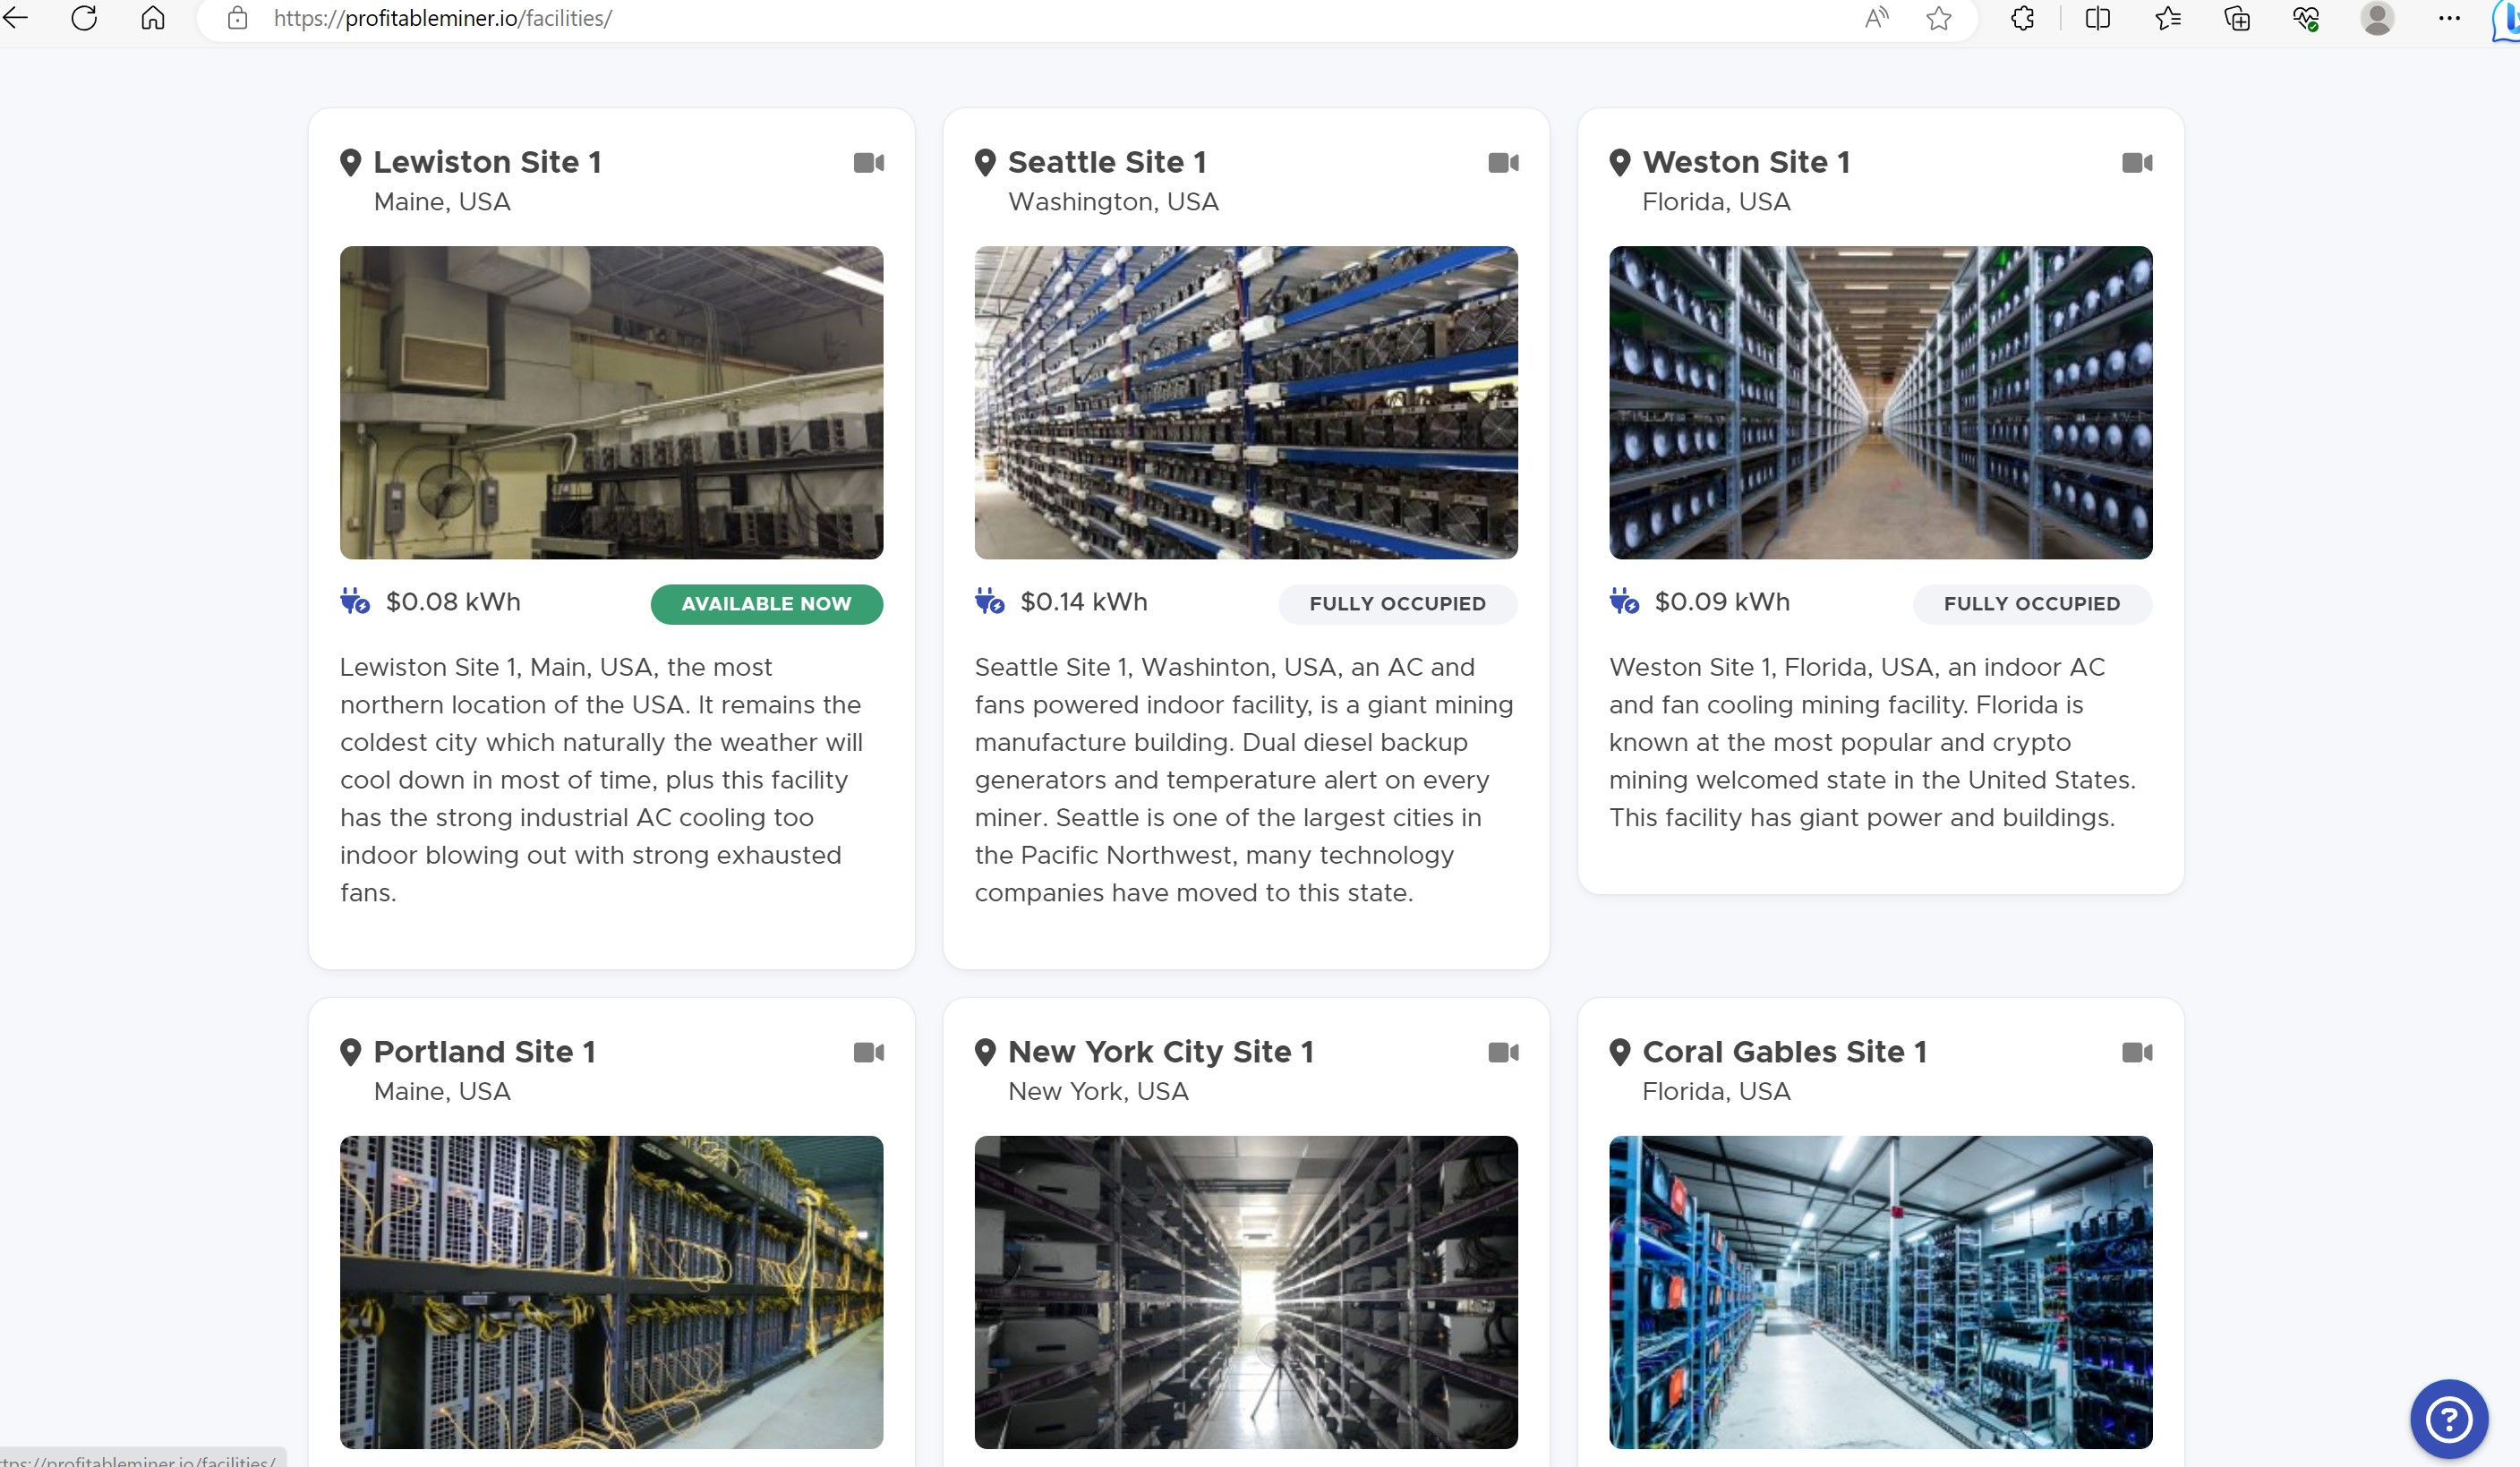 https://profitableminer.io/facilities/
Lewiston Site 1
Maine, USA
$0.08 kWh
AVAILABLE NOW
Lewiston Site 1, Main, USA, the most
northern location of the USA. It remains the
coldest city which naturally the weather will
cool down in most of time, plus this facility
has the strong industrial AC cooling too
indoor blowing out with strong exhausted
fans.
Seattle Site 1
Washington, USA
$0.14 kWh
FULLY OCCUPIED
Seattle Site 1, Washinton, USA, an AC and
fans powered indoor facility, is a giant mining
manufacture building. Dual diesel backup
generators and temperature alert on every
miner. Seattle is one of the largest cities in
the Pacific Northwest, many technology
companies have moved to this state.
Weston Site 1
Florida, USA
$0.09 kWh
FULLY OCCUPIED
Weston Site 1, Florida, USA, an indoor AC
and fan cooling mining facility. Florida is
known at the most popular and crypto
mining welcomed state in the United States.
This facility has giant power and buildings.
Portland Site 1
Maine, USA
New York City Site 1
New York, USA
Coral Gables Site 1
Florida, USA
ttps://profitableminer.io/facilities/